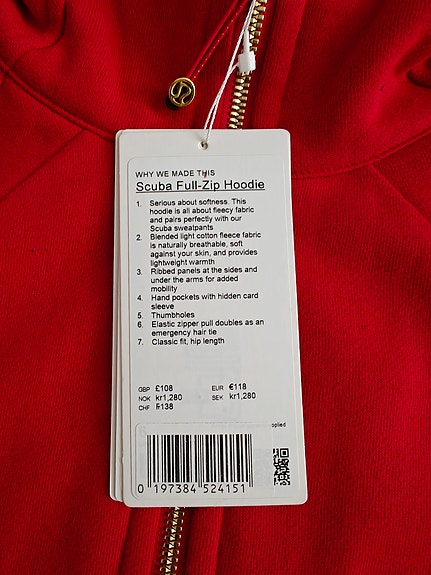 WHY WE MADE THIS
Scuba Full-Zip Hoodie
1. Serious about softness. This
hoodie is all about fleecy fabric
and pairs perfectly with our
Scuba sweatpants
2. Blended light cotton fleece fabric
is naturally breathable, soft
against your skin, and provides
lightweight warmth
3. Ribbed panels at the sides and
under the arms for added
mobility
4. Hand pockets with hidden card
sleeve
5. Thumbholes
6. Elastic zipper pull doubles as an
emergency hair tie
7. Classic fit, hip length
GBP £108 EUR €118
NOK kr1,280 SEK kr1,280
CHF fr138
0 197384 524151